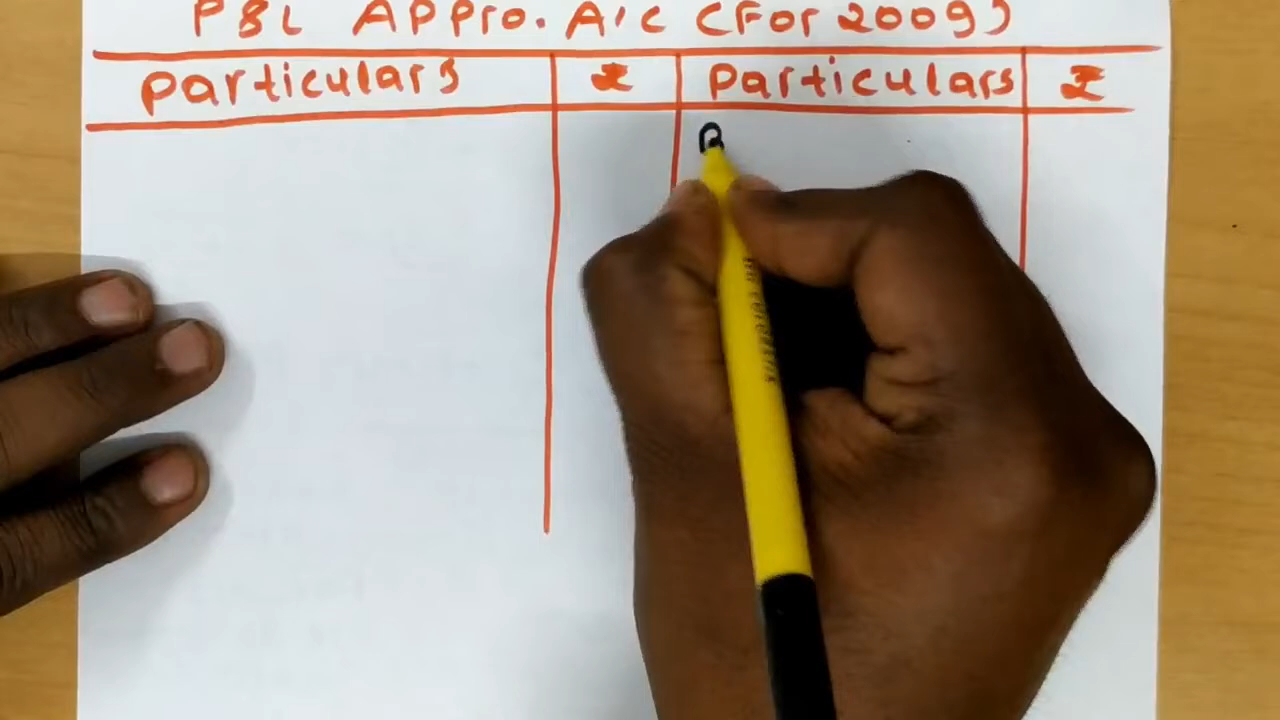 P&L APPro. A/C (For 2009)
Particulars ₹ Particulars ₹
B